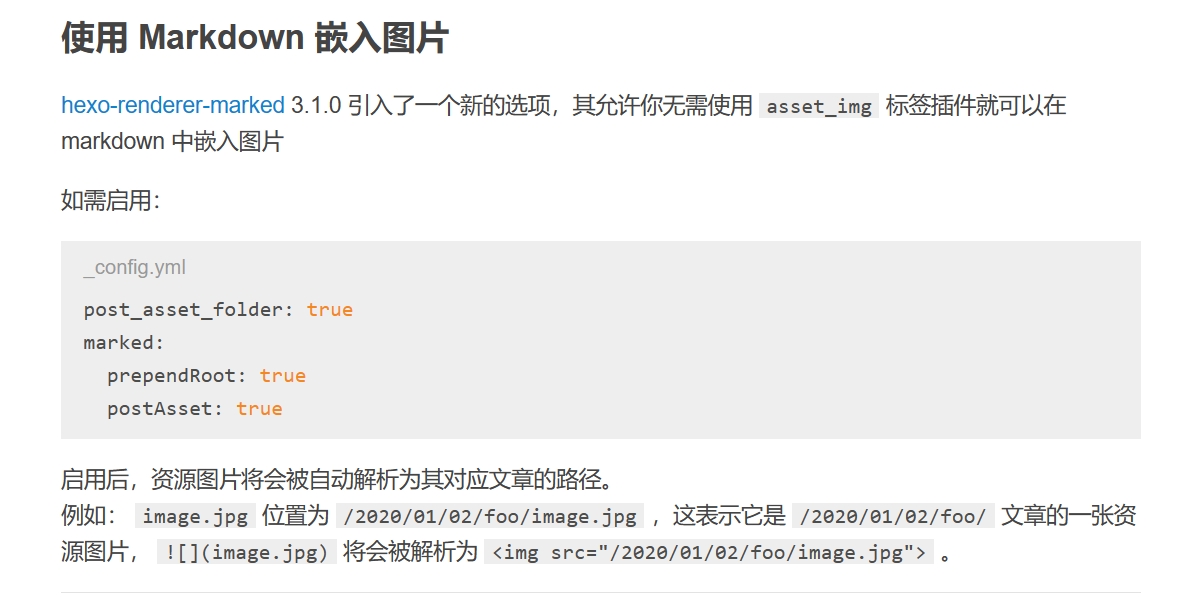 使用 Markdown 嵌入图片
hexo-renderer-marked 3.1.0 引入了一个新的选项，其允许你无需使用 asset_img 标签插件就可以在
markdown 中嵌入图片
如需启用：
_config.yml
post_asset_folder: true
marked:
  prependRoot: true
  postAsset: true
启用后，资源图片将会被自动解析为其对应文章的路径。
例如： image.jpg 位置为 /2020/01/02/foo/image.jpg ，这表示它是 /2020/01/02/foo/ 文章的一张资
源图片， ![](image.jpg) 将会被解析为 <img src="/2020/01/02/foo/image.jpg"> 。